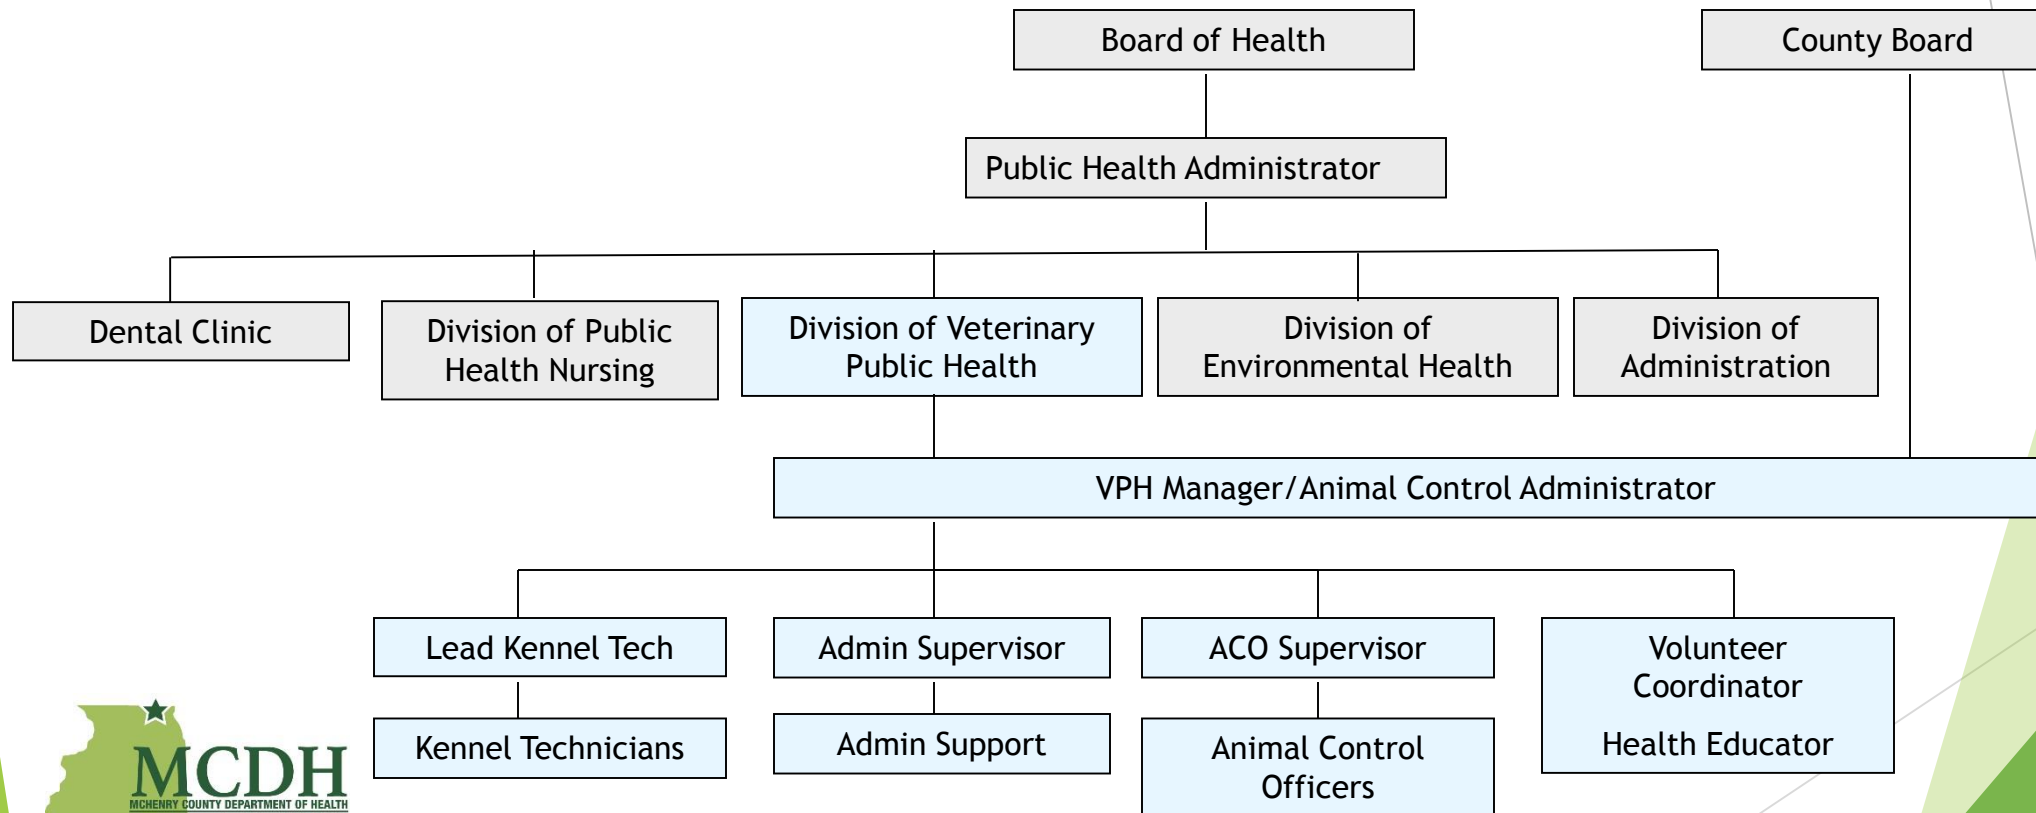 Board of Health
County Board
Public Health Administrator
Dental Clinic
Division of Public
Health Nursing
Division of Veterinary
Public Health
Division of
Environmental Health
Division of
Administration
VPH Manager/Animal Control Administrator
Lead Kennel Tech
Admin Supervisor
ACO Supervisor
Volunteer
Coordinator
Health Educator
Kennel Technicians
Admin Support
Animal Control
Officers
MCDH
MCHENRY COUNTY DEPARTMENT OF HEALTH